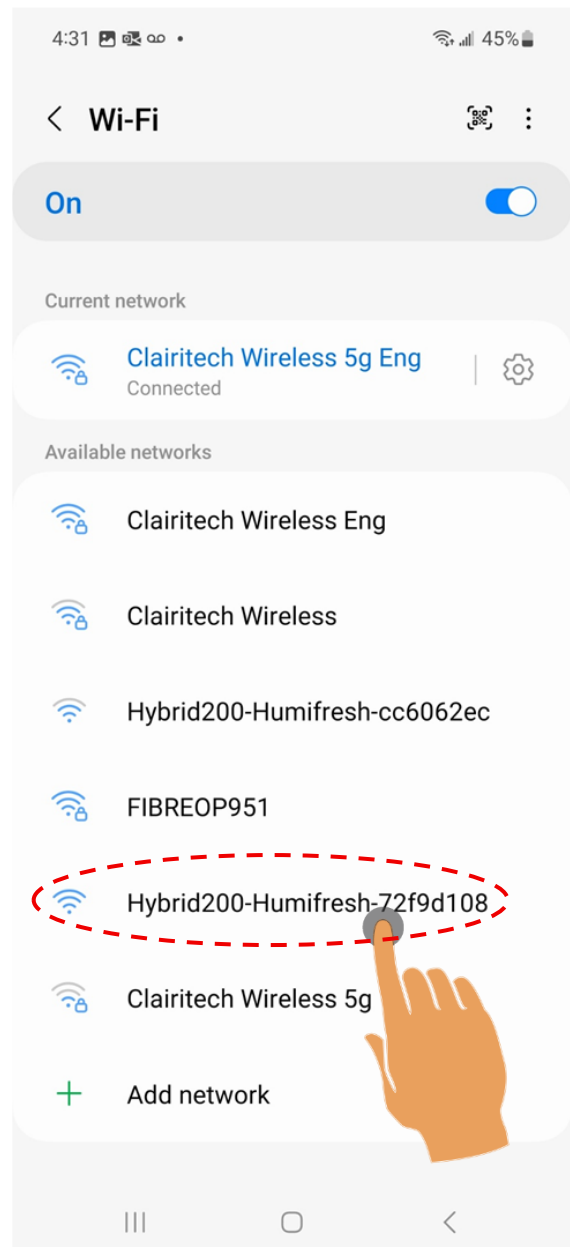 4:31
45%
Wi-Fi
On
Current network
Clairitech Wireless 5g Eng
Connected
Available networks
Clairitech Wireless Eng
Clairitech Wireless
Hybrid200-Humifresh-cc6062ec
FIBREOP951
Hybrid200-Humifresh-72f9d108
Clairitech Wireless 5g
Add network